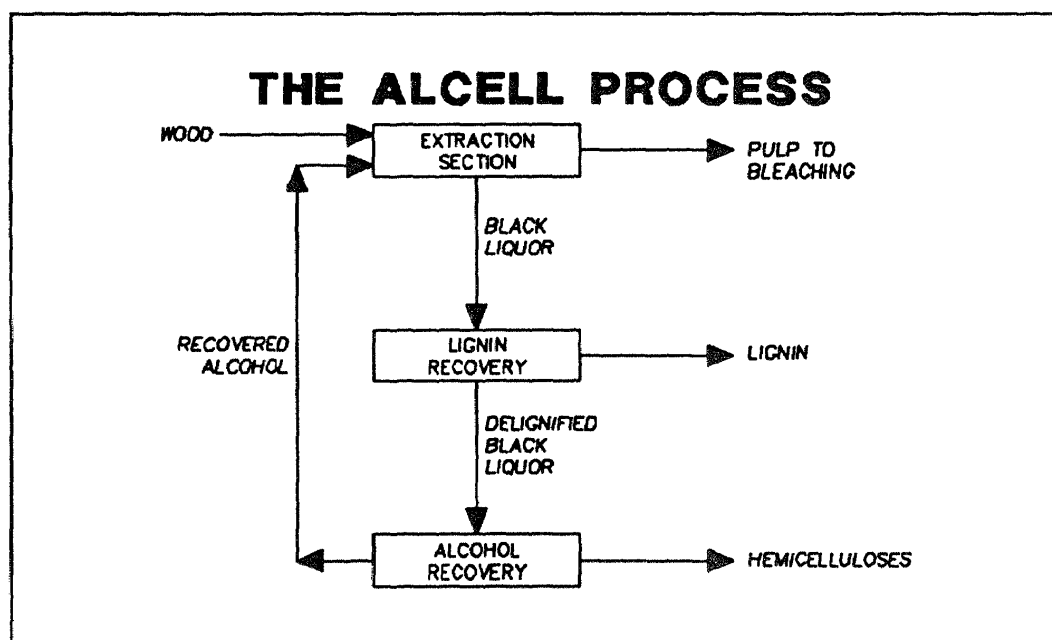 THE ALCELL PROCESS
WOOD
EXTRACTION
SECTION
PULP TO
BLEACHING
BLACK
LIQUOR
RECOVERED
ALCOHOL
LIGNIN
RECOVERY
LIGNIN
DELIGNIFIED
BLACK
LIQUOR
ALCOHOL
RECOVERY
HEMICELLULOSES